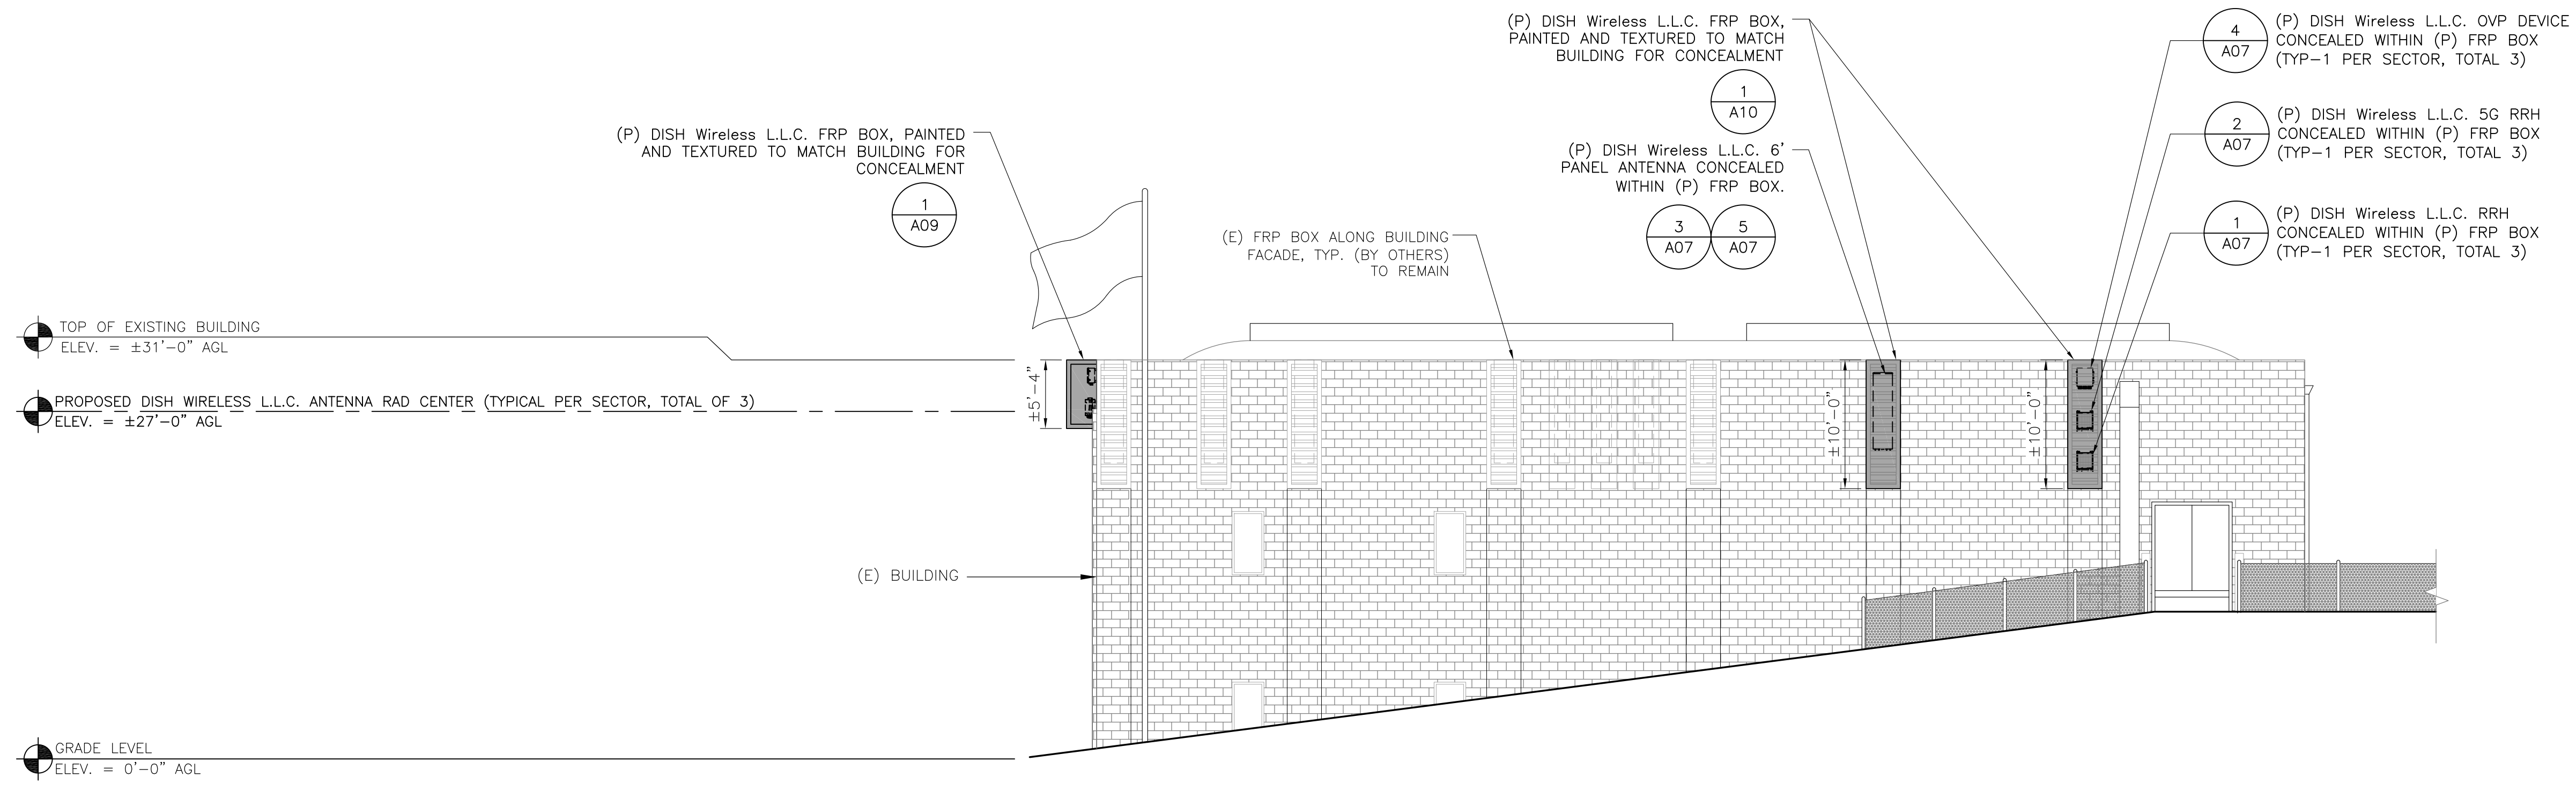 (P) DISH Wireless L.L.C. FRP BOX, PAINTED
AND TEXTURED TO MATCH BUILDING FOR
CONCEALMENT
1
A09
(P) DISH Wireless L.L.C. FRP BOX,
PAINTED AND TEXTURED TO MATCH
BUILDING FOR CONCEALMENT
1
A10
(P) DISH Wireless L.L.C. 6'
PANEL ANTENNA CONCEALED
WITHIN (P) FRP BOX.
3
A07
5
A07
(E) FRP BOX ALONG BUILDING
FACADE, TYP. (BY OTHERS)
TO REMAIN
4
A07
(P) DISH Wireless L.L.C. OVP DEVICE
CONCEALED WITHIN (P) FRP BOX
(TYP-1 PER SECTOR, TOTAL 3)
2
A07
(P) DISH Wireless L.L.C. 5G RRH
CONCEALED WITHIN (P) FRP BOX
(TYP-1 PER SECTOR, TOTAL 3)
1
A07
(P) DISH Wireless L.L.C. RRH
CONCEALED WITHIN (P) FRP BOX
(TYP-1 PER SECTOR, TOTAL 3)
TOP OF EXISTING BUILDING
ELEV. = ±31'-0" AGL
PROPOSED DISH WIRELESS L.L.C. ANTENNA RAD CENTER (TYPICAL PER SECTOR, TOTAL OF 3)
ELEV. = ±27'-0" AGL
±5'-4"
±10'-0"
±10'-0"
(E) BUILDING
GRADE LEVEL
ELEV. = 0'-0" AGL